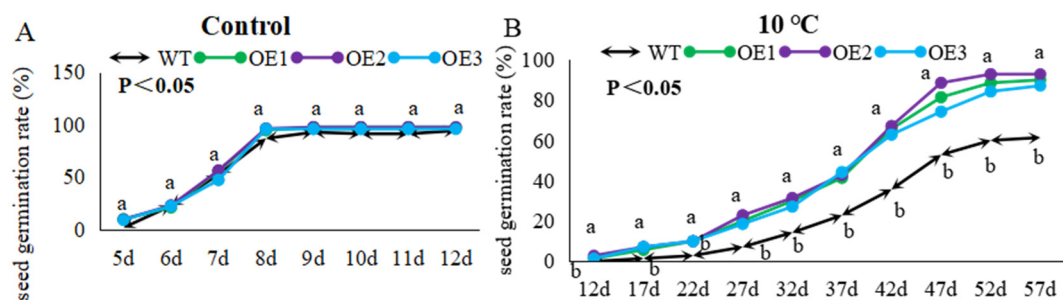 A
Control
WT OE1 OE2 OE3
P<0.05
seed germination rate (%)
150
100
50
0
a a a a a a a a
5d 6d 7d 8d 9d 10d 11d 12d
B
10 ℃
WT OE1 OE2 OE3
P<0.05
seed germination rate (%)
100
80
60
40
20
0
a a a a a a a a a a
b b b b b b b b b b
12d 17d 22d 27d 32d 37d 42d 47d 52d 57d